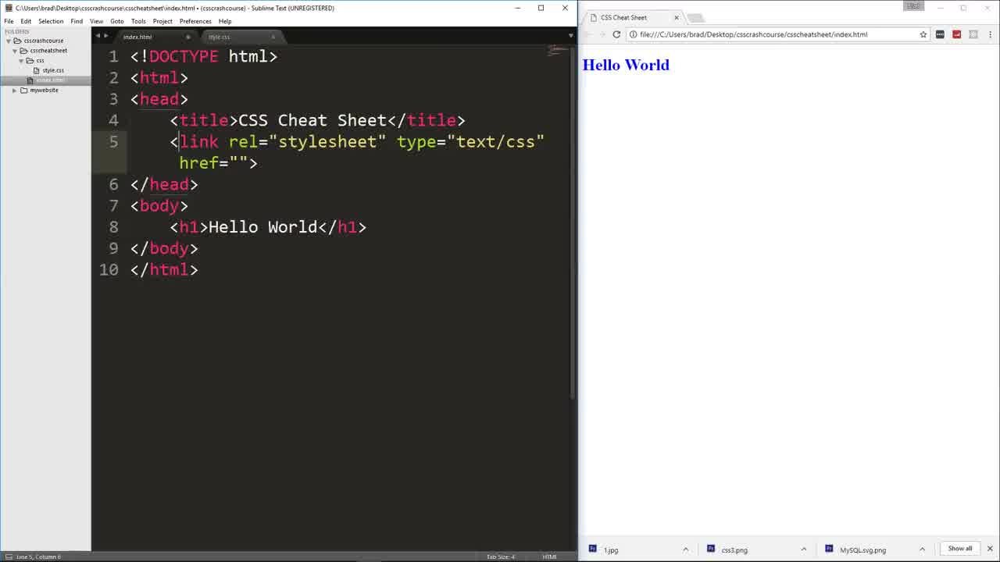 C:\Users\brad\Desktop\csscrashcourse\csscheatsheet\index.html • (csscrashcourse) - Sublime Text (UNREGISTERED)
File Edit Selection Find View Goto Tools Project Preferences Help
FOLDERS
csscrashcourse
csscheatsheet
css
style.css
index.html
mywebsite
index.html
style.css
1 <!DOCTYPE html>
2 <html>
3 <head>
4 <title>CSS Cheat Sheet</title>
5 <link rel="stylesheet" type="text/css"
href="">
6 </head>
7 <body>
8 <h1>Hello World</h1>
9 </body>
10 </html>
Line 5, Column 6
Tab Size: 4
HTML
CSS Cheat Sheet
file:///C:/Users/brad/Desktop/csscrashcourse/csscheatsheet/index.html
Hello World
1.jpg
css3.png
MySQL.svg.png
Show all